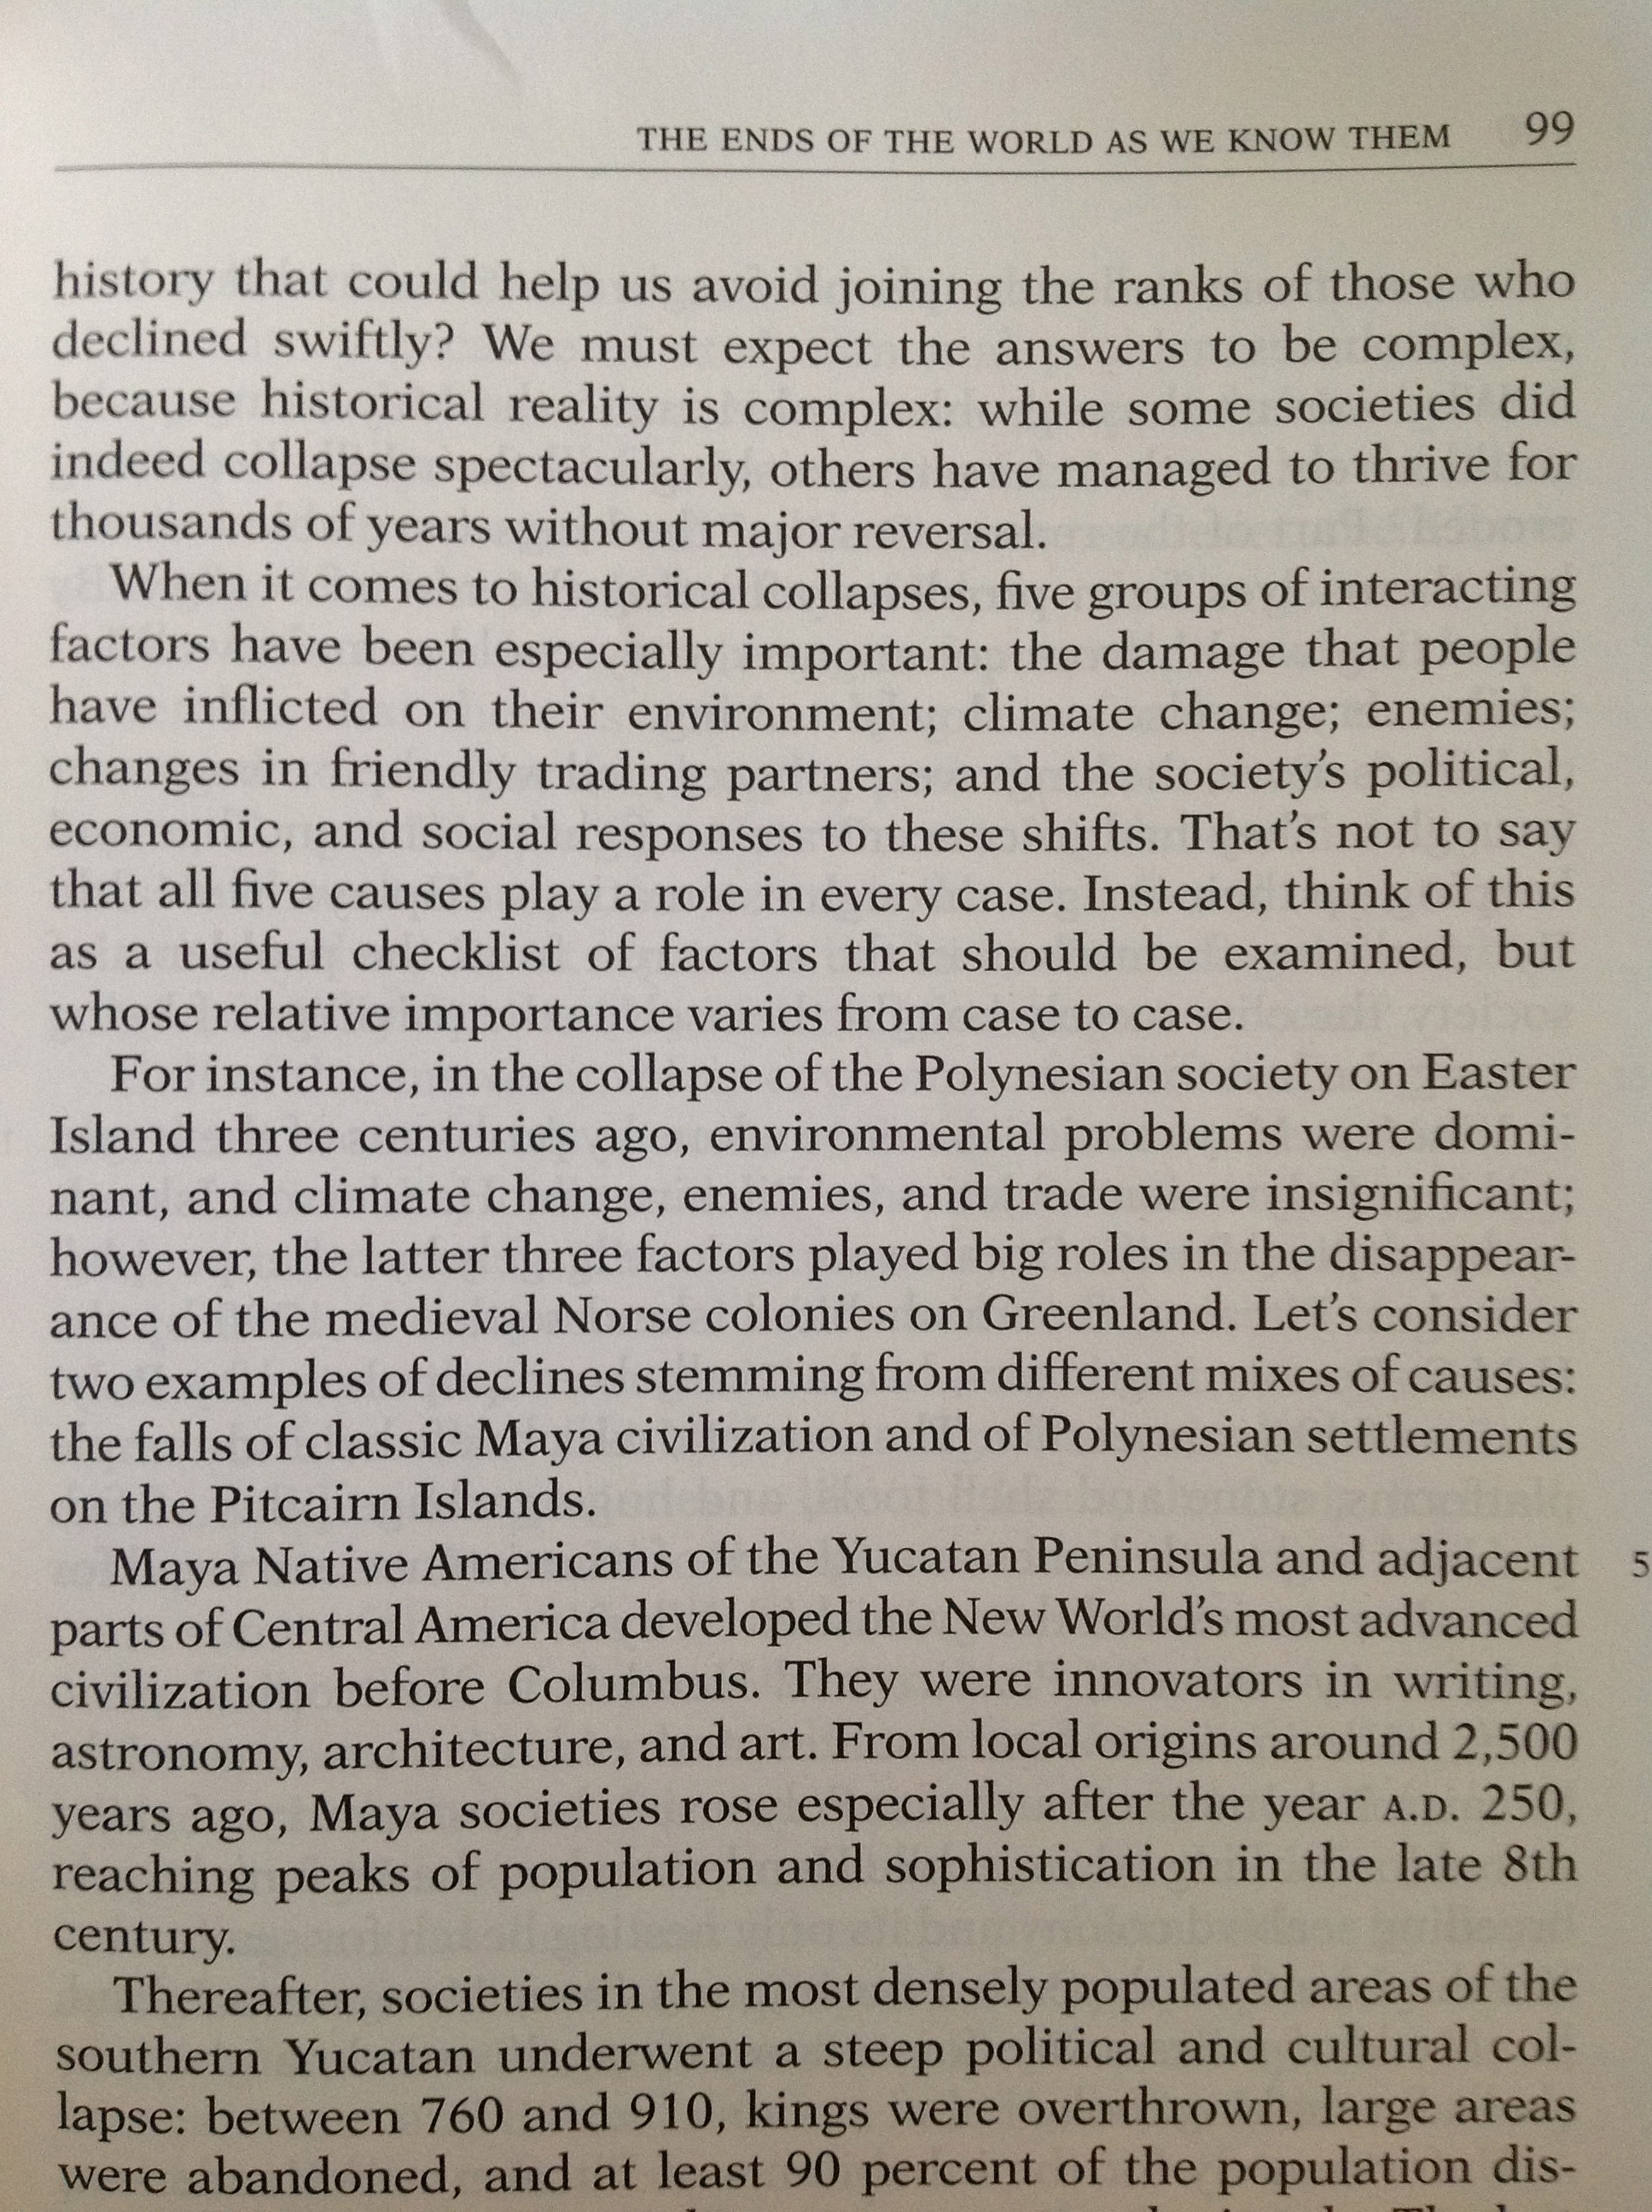 THE ENDS OF THE WORLD AS WE KNOW THEM 99
history that could help us avoid joining the ranks of those who
declined swiftly? We must expect the answers to be complex,
because historical reality is complex: while some societies did
indeed collapse spectacularly, others have managed to thrive for
thousands of years without major reversal.
When it comes to historical collapses, five groups of interacting
factors have been especially important: the damage that people
have inflicted on their environment; climate change; enemies;
changes in friendly trading partners; and the society's political,
economic, and social responses to these shifts. That's not to say
that all five causes play a role in every case. Instead, think of this
as a useful checklist of factors that should be examined, but
whose relative importance varies from case to case.
For instance, in the collapse of the Polynesian society on Easter
Island three centuries ago, environmental problems were domi-
nant, and climate change, enemies, and trade were insignificant;
however, the latter three factors played big roles in the disappear-
ance of the medieval Norse colonies on Greenland. Let's consider
two examples of declines stemming from different mixes of causes:
the falls of classic Maya civilization and of Polynesian settlements
on the Pitcairn Islands.
Maya Native Americans of the Yucatan Peninsula and adjacent 5
parts of Central America developed the New World's most advanced
civilization before Columbus. They were innovators in writing,
astronomy, architecture, and art. From local origins around 2,500
years ago, Maya societies rose especially after the year A.D. 250,
reaching peaks of population and sophistication in the late 8th
century.
Thereafter, societies in the most densely populated areas of the
southern Yucatan underwent a steep political and cultural col-
lapse: between 760 and 910, kings were overthrown, large areas
were abandoned, and at least 90 percent of the population dis-